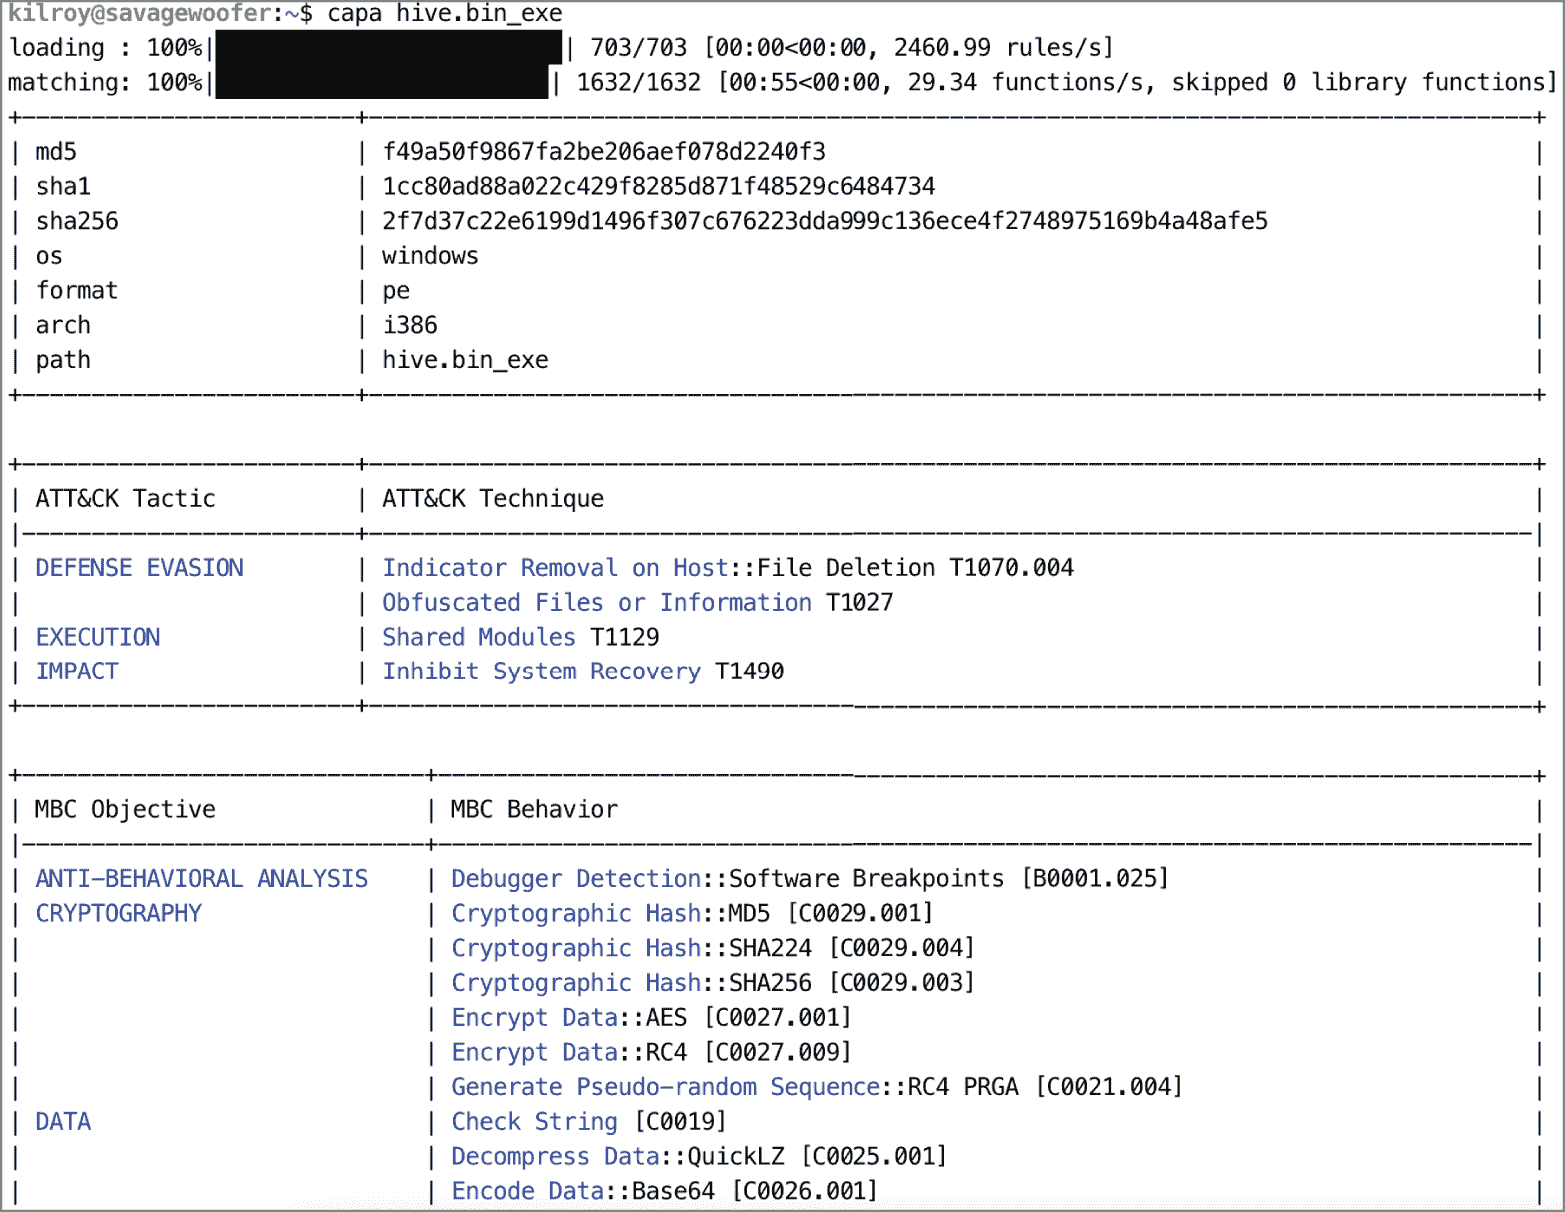 kilroy@savagewoofer:~$ capa hive.bin_exe
loading : 100%| | 703/703 [00:00<00:00, 2460.99 rules/s]
matching: 100%| | 1632/1632 [00:55<00:00, 29.34 functions/s, skipped 0 library functions]
md5 | f49a50f9867fa2be206aef078d2240f3
sha1 | 1cc80ad88a022c429f8285d871f48529c6484734
sha256 | 2f7d37c22e6199d1496f307c676223dda999c136ece4f2748975169b4a48afe5
os | windows
format | pe
arch | i386
path | hive.bin_exe
ATT&CK Tactic | ATT&CK Technique
DEFENSE EVASION | Indicator Removal on Host::File Deletion T1070.004
Obfuscated Files or Information T1027
EXECUTION | Shared Modules T1129
IMPACT | Inhibit System Recovery T1490
MBC Objective | MBC Behavior
ANTI-BEHAVIORAL ANALYSIS | Debugger Detection::Software Breakpoints [B0001.025]
CRYPTOGRAPHY | Cryptographic Hash::MD5 [C0029.001]
Cryptographic Hash::SHA224 [C0029.004]
Cryptographic Hash::SHA256 [C0029.003]
Encrypt Data::AES [C0027.001]
Encrypt Data::RC4 [C0027.009]
Generate Pseudo-random Sequence::RC4 PRGA [C0021.004]
DATA | Check String [C0019]
Decompress Data::QuickLZ [C0025.001]
Encode Data::Base64 [C0026.001]